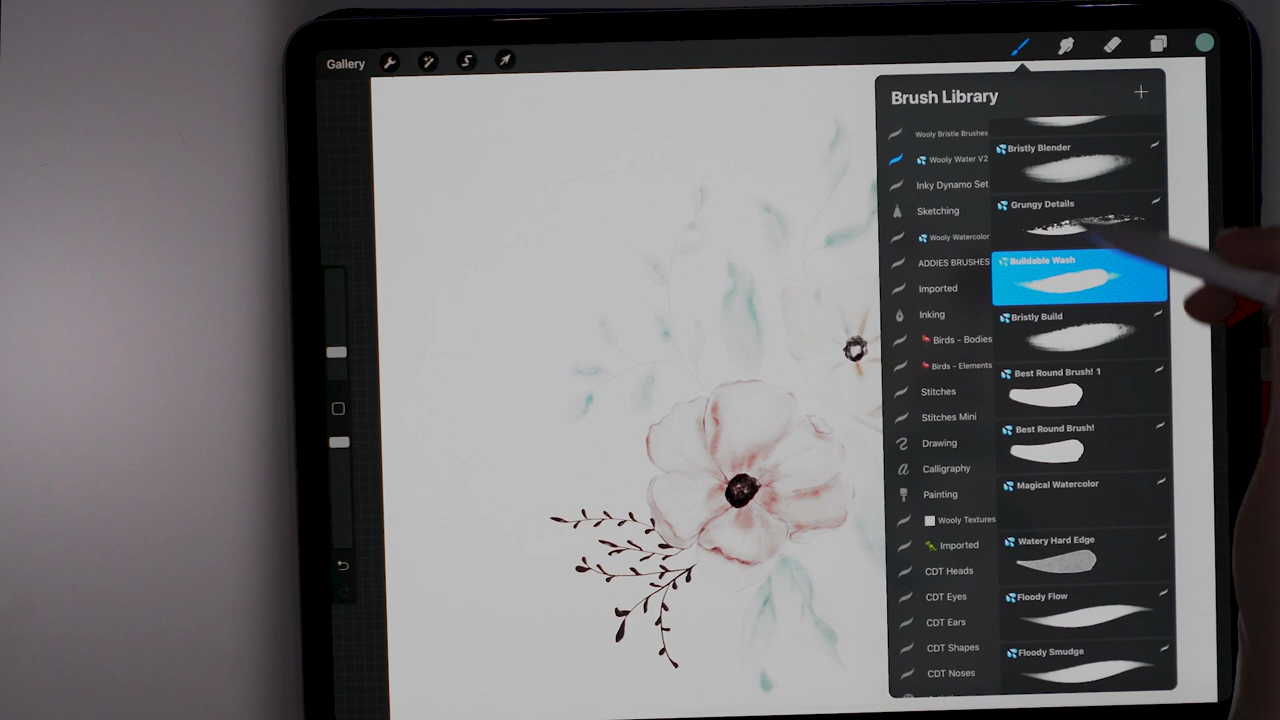 Gallery
Brush Library
Wooly Bristle Brushes
Wooly Water V2
Inky Dynamo Set
Sketching
Wooly Watercolor
ADDIES BRUSHES
Imported
Inking
Birds - Bodies
Birds - Elements
Stitches
Stitches Mini
Drawing
Calligraphy
Painting
Wooly Textures
Imported
CDT Heads
CDT Eyes
CDT Ears
CDT Shapes
CDT Noses
Bristly Blender
Grungy Details
Buildable Wash
Bristly Build
Best Round Brush! 1
Best Round Brush!
Magical Watercolor
Watery Hard Edge
Floody Flow
Floody Smudge